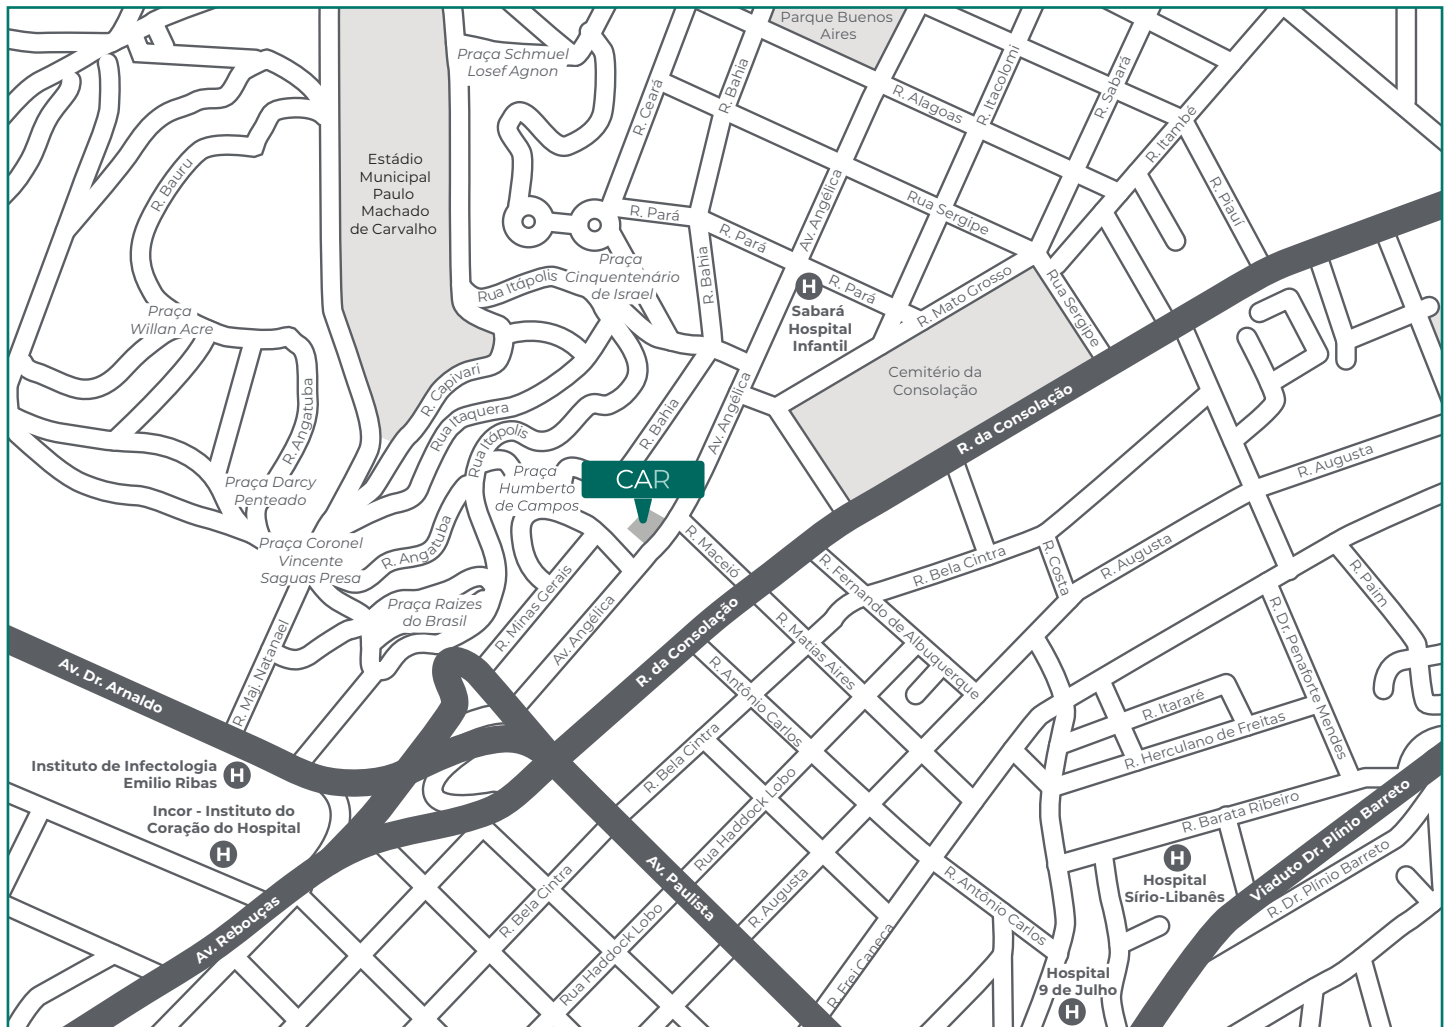 Parque Buenos
Aires
Praça Schmuel
Losef Agnon
R. Ceará
R. Bahia
R. Alagoas
R. Itacolomi
R. Sabará
R. Itambé
Estádio
Municipal
Paulo
Machado
de Carvalho
R. Bauru
R. Pará
R. Pará
Av. Angélica
Rua Sergipe
R. Piauí
Praça
Cinquentenário
de Israel
Rua Itápolis
R. Bahia
R. Pará
R. Mato Grosso
Rua Sergipe
H
Sabará
Hospital
Infantil
Praça
Willan Acre
R. Capivari
Rua Itaquera
R. Angatuba
Rua Itápolis
R. Bahia
Av. Angélica
Cemitério da
Consolação
R. da Consolação
R. Augusta
Praça Darcy
Penteado
Praça
Humberto
de Campos
CAR
Praça Coronel
Vincente
Saguas Presa
R. Angatuba
R. Maceió
R. Bela Cintra
R. Costa
R. Augusta
R. Paim
Praça Raizes
do Brasil
R. Minas Gerais
Av. Angélica
R. da Consolação
R. Fernando de Albuquerque
R. Matias Aires
R. Dr. Penaforte Mendes
Av. Dr. Arnaldo
R. Maj. Natanael
R. Antônio Carlos
R. Itararé
R. Herculano de Freitas
Instituto de Infectologia
Emilio Ribas
H
R. Bela Cintra
Rua Haddock Lobo
R. Barata Ribeiro
Viaduto Dr. Plínio Barreto
Incor - Instituto do
Coração do Hospital
H
Av. Paulista
R. Augusta
R. Antônio Carlos
H
Hospital
Sírio-Libanês
R. Dr. Plínio Barreto
Av. Rebouças
R. Bela Cintra
Rua Haddock Lobo
R. Frei Caneca
Hospital
9 de Julho
H